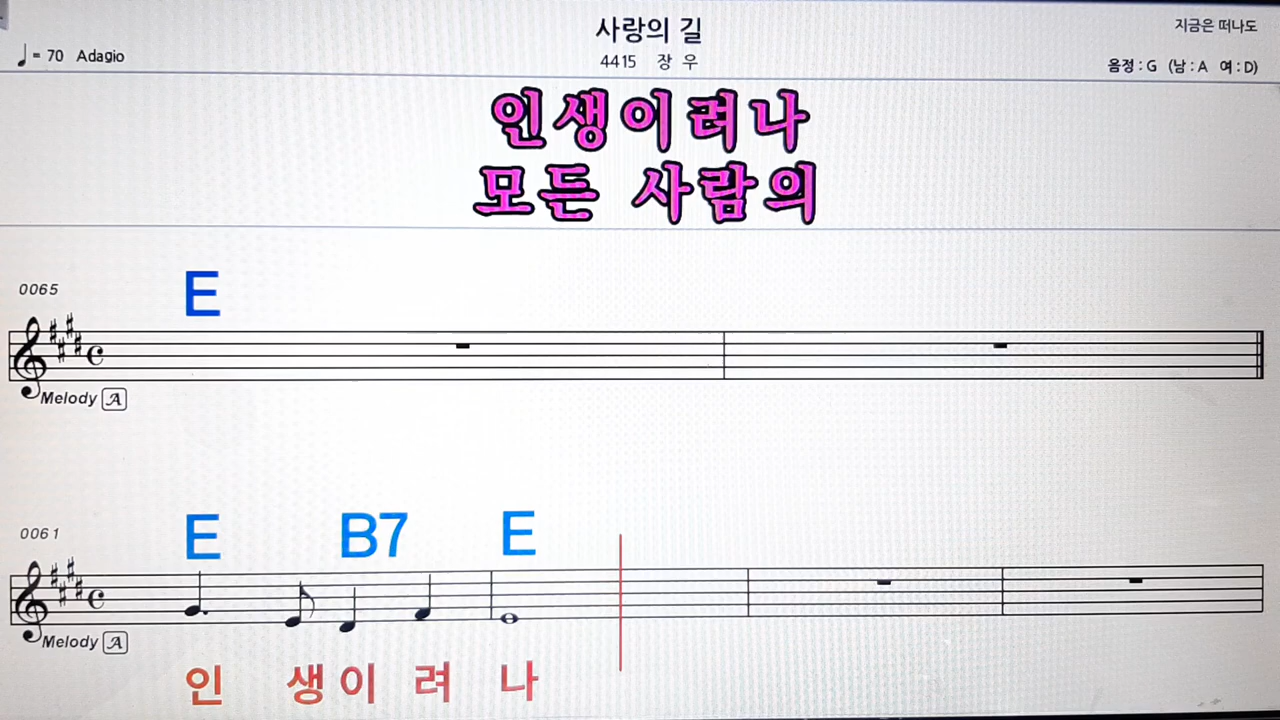 사랑의 길
지금은 떠나도
♩ = 70 Adagio
4415 장 우
음정 : G (남 : A 여 : D)
인생이려나
모든 사람의
0065
E
Melody A
0061
E B7 E
Melody A
인 생 이 려 나